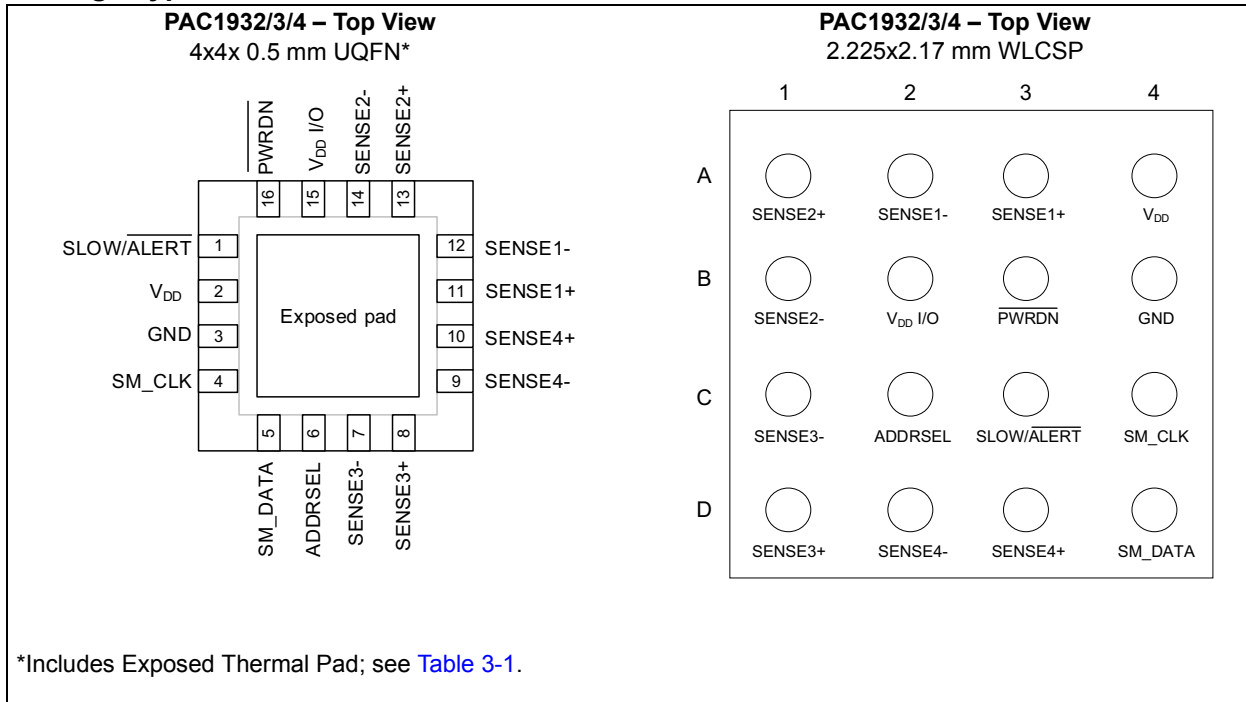 PAC1932/3/4 – Top View
4x4x 0.5 mm UQFN*
PWRDN
V_DD I/O
SENSE2-
SENSE2+
16
15
14
13
SLOW/ALERT 1
V_DD 2
GND 3
SM_CLK 4
Exposed pad
12 SENSE1-
11 SENSE1+
10 SENSE4+
9 SENSE4-
5
6
7
8
SM_DATA
ADDRSEL
SENSE3-
SENSE3+
PAC1932/3/4 – Top View
2.225x2.17 mm WLCSP
1 2 3 4
A
SENSE2+ SENSE1- SENSE1+ V_DD
B
SENSE2- V_DD I/O PWRDN GND
C
SENSE3- ADDRSEL SLOW/ALERT SM_CLK
D
SENSE3+ SENSE4- SENSE4+ SM_DATA
*Includes Exposed Thermal Pad; see Table 3-1.